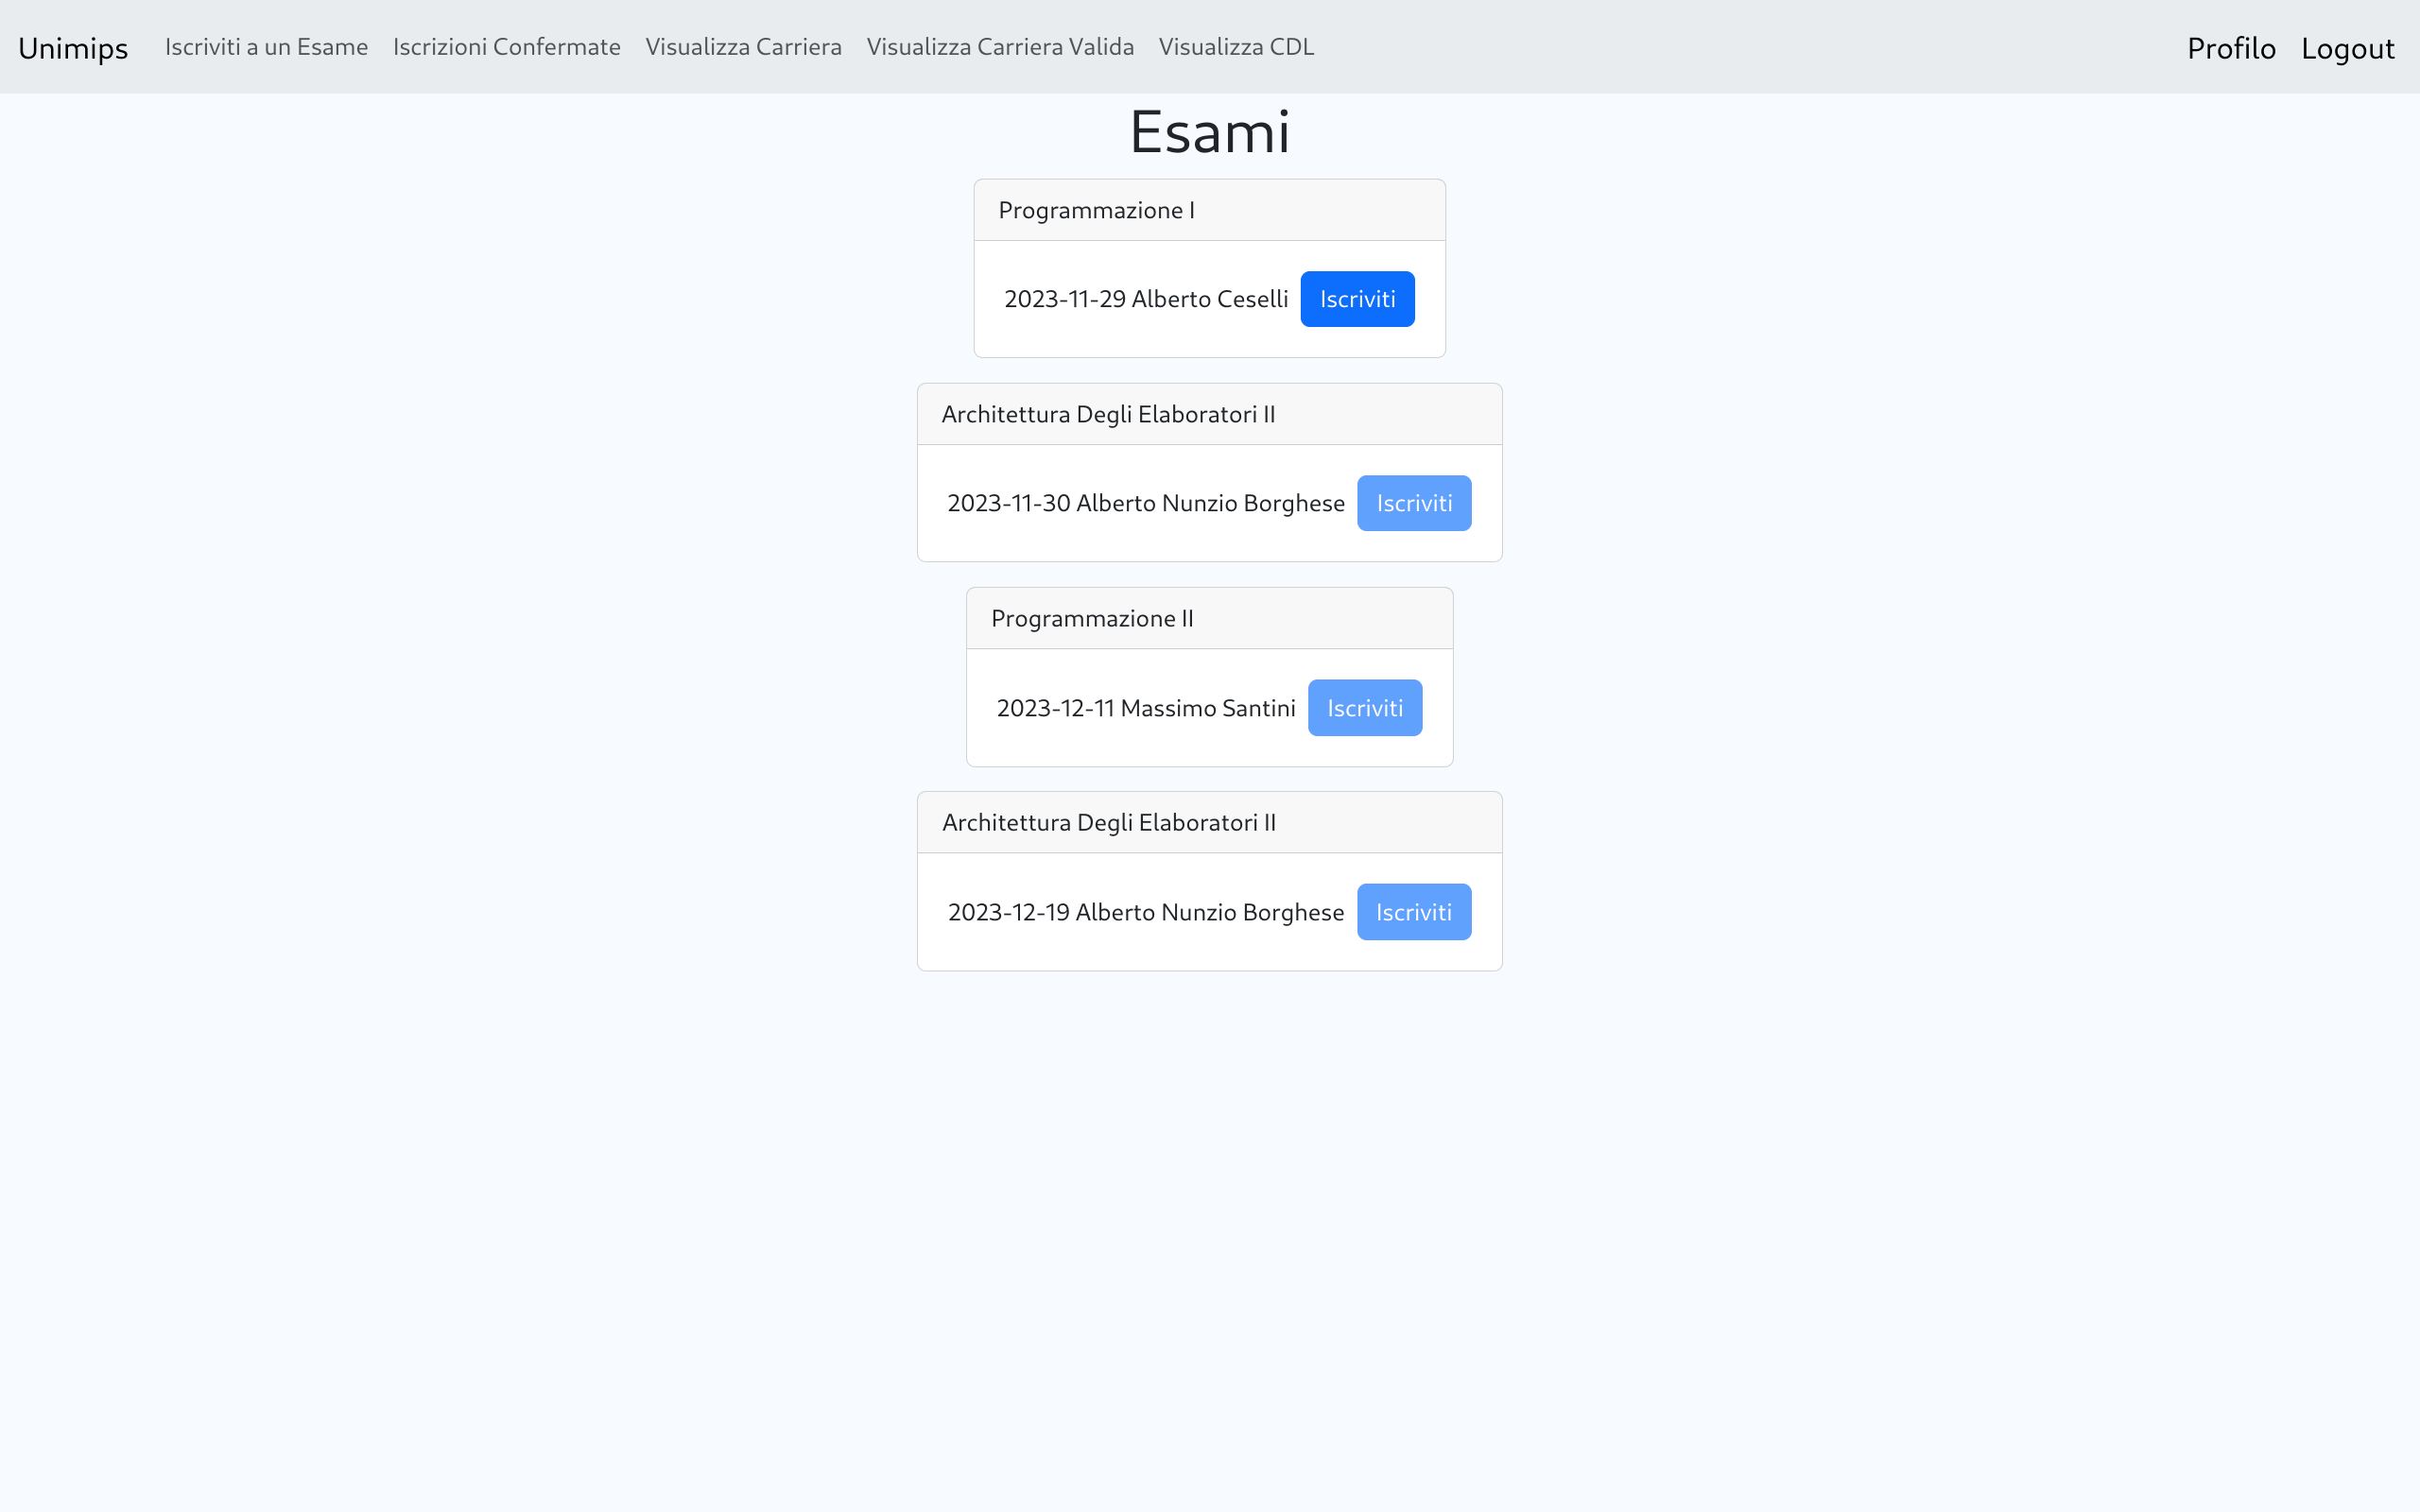 Unimips Iscriviti a un Esame Iscrizioni Confermate Visualizza Carriera Visualizza Carriera Valida Visualizza CDL Profilo Logout
Esami
Programmazione I
2023-11-29 Alberto Ceselli Iscriviti
Architettura Degli Elaboratori II
2023-11-30 Alberto Nunzio Borghese Iscriviti
Programmazione II
2023-12-11 Massimo Santini Iscriviti
Architettura Degli Elaboratori II
2023-12-19 Alberto Nunzio Borghese Iscriviti